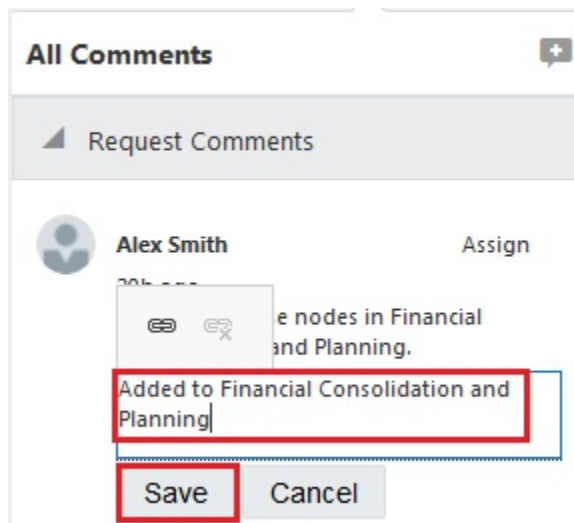 All Comments
Request Comments
Alex Smith Assign
ago
nodes in Financial
and Planning.
Added to Financial Consolidation and
Planning
Save Cancel